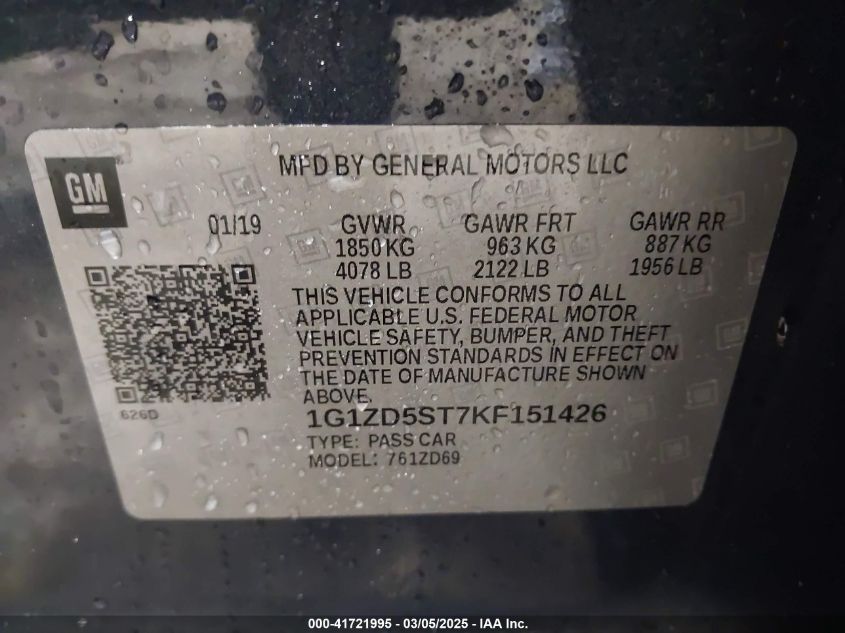 GM
MFD BY GENERAL MOTORS LLC
01/19 GVWR GAWR FRT GAWR RR
1850 KG 963 KG 887 KG
4078 LB 2122 LB 1956 LB
THIS VEHICLE CONFORMS TO ALL
APPLICABLE U.S. FEDERAL MOTOR
VEHICLE SAFETY, BUMPER, AND THEFT
PREVENTION STANDARDS IN EFFECT ON
THE DATE OF MANUFACTURE SHOWN
ABOVE.
626D
1G1ZD5ST7KF151426
TYPE: PASS CAR
MODEL: 761ZD69
000-41721995 — 03/05/2025 - IAA Inc.